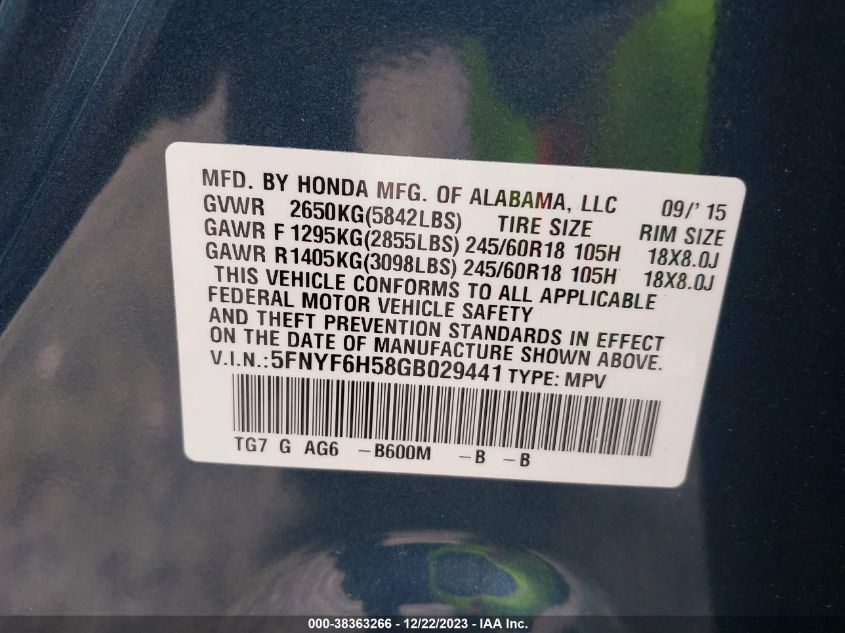 MFD. BY HONDA MFG. OF ALABAMA, LLC 09/' 15
GVWR 2650KG(5842LBS) TIRE SIZE RIM SIZE
GAWR F 1295KG(2855LBS) 245/60R18 105H 18X8.0J
GAWR R1405KG(3098LBS) 245/60R18 105H 18X8.0J
THIS VEHICLE CONFORMS TO ALL APPLICABLE
FEDERAL MOTOR VEHICLE SAFETY
AND THEFT PREVENTION STANDARDS IN EFFECT
ON THE DATE OF MANUFACTURE SHOWN ABOVE.
V.I.N.:5FNYF6H58GB029441 TYPE: MPV
TG7 G AG6 –B600M –B –B
000-38363266 - 12/22/2023 - IAA Inc.